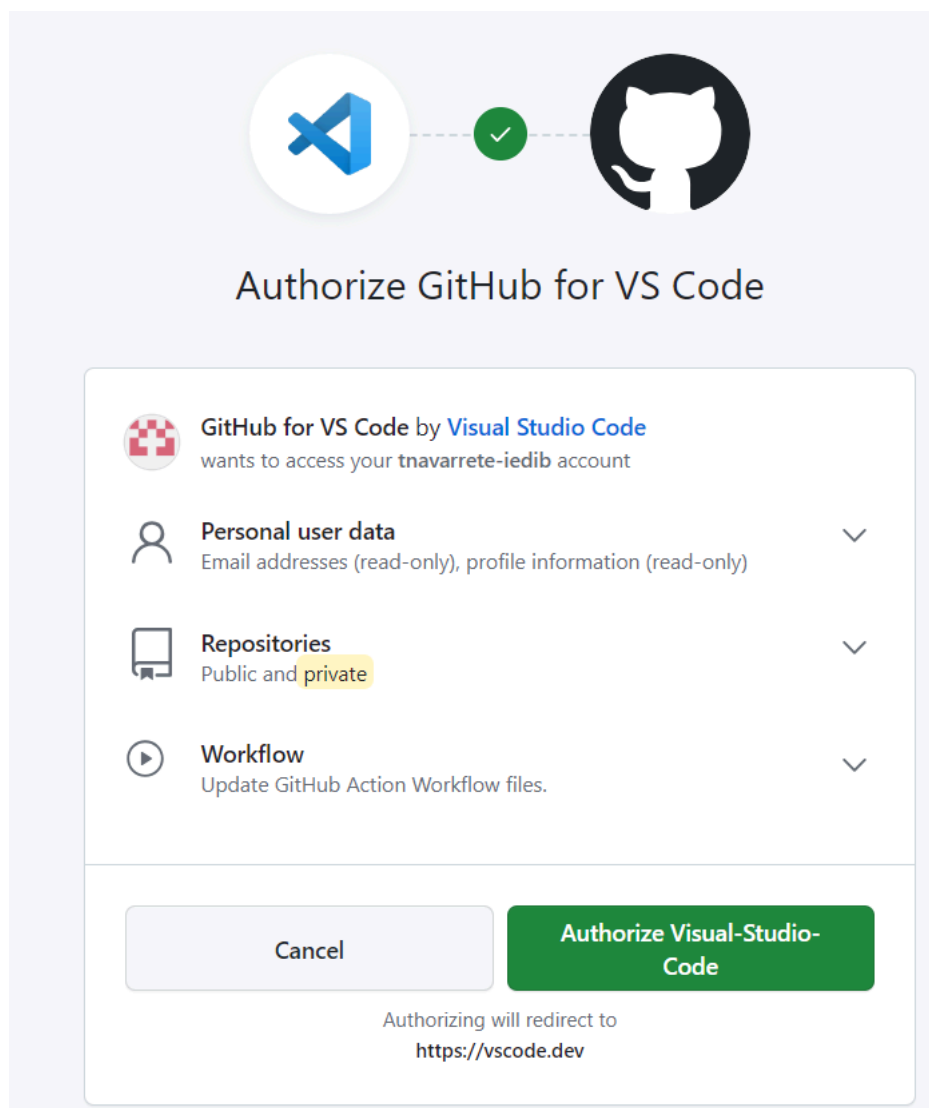 Authorize GitHub for VS Code
GitHub for VS Code by Visual Studio Code
wants to access your tnavarrete-iedib account
Personal user data
Email addresses (read-only), profile information (read-only)
Repositories
Public and private
Workflow
Update GitHub Action Workflow files.
Cancel
Authorize Visual-Studio-
Code
Authorizing will redirect to
https://vscode.dev